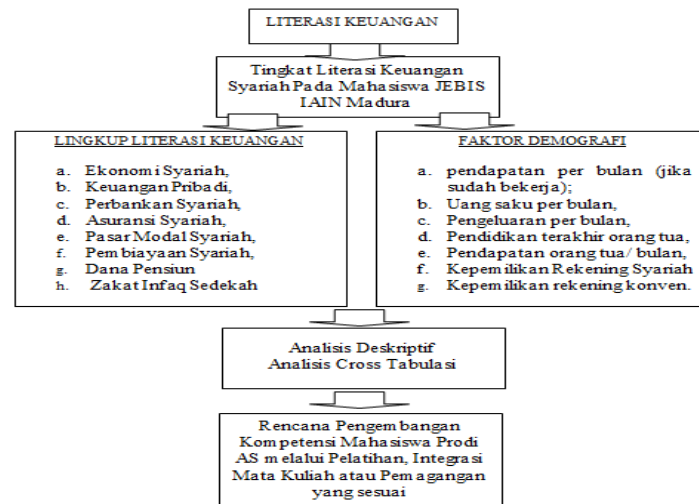 LITERASI KEUANGAN
Tingkat Literasi Keuangan
Syariah Pada Mahasiswa JEBIS
IAIN Madura
LINGKUP LITERASI KEUANGAN
a. Ekonomi Syariah,
b. Keuangan Pribadi,
c. Perbankan Syariah,
d. Asuransi Syariah,
e. Pasar Modal Syariah,
f. Pembiayaan Syariah,
g. Dana Pensiun
h. Zakat Infaq Sedekah
FAKTOR DEMOGRAFI
a. pendapatan per bulan (jika
sudah bekerja);
b. Uang saku per bulan,
c. Pengeluaran per bulan,
d. Pendidikan terakhir orang tua,
e. Pendapatan orang tua/ bulan,
f. Kepemilikan Rekening Syariah
g. Kepemilikan rekening konven.
Analisis Deskriptif
Analisis Cross Tabulasi
Rencana Pengembangan
Kompetensi Mahasiswa Prodi
AS melalui Pelatihan, Integrasi
Mata Kuliah atau Pemagangan
yang sesuai